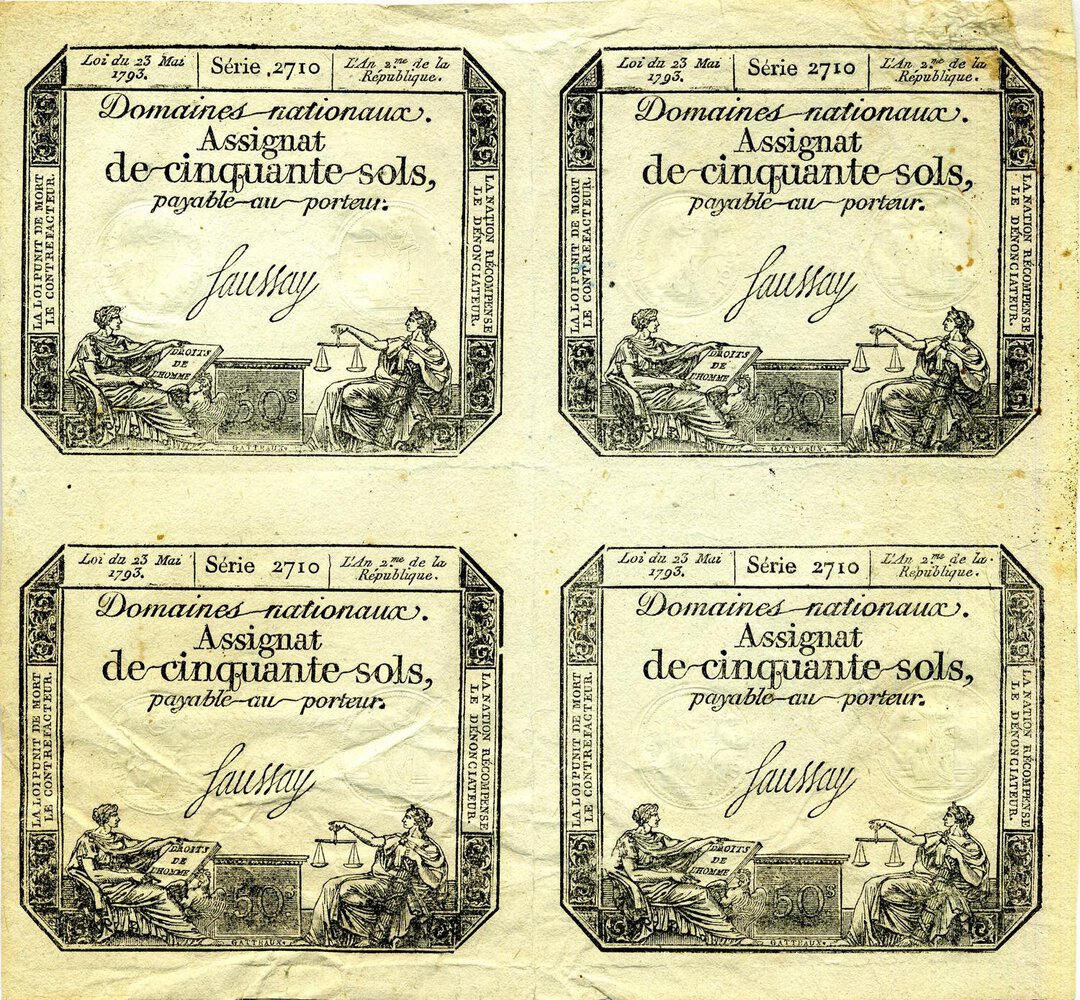 Loi du 23 Mai
1793.
Série 2710
L'An 2.me de la
République.
Domaines nationaux.
Assignat
de cinquante sols,
payable au porteur.
LA LOI PUNIT DE MORT
LE CONTREFACTEUR.
LA NATION RÉCOMPENSE
LE DÉNONCIATEUR.
Saussay
DROITS
DE
L'HOMME
50s
GATTEAUX.
Loi du 23 Mai
1793.
Série 2710
L'An 2.me de la
République.
Domaines nationaux.
Assignat
de cinquante sols,
payable au porteur.
LA LOI PUNIT DE MORT
LE CONTREFACTEUR.
LA NATION RÉCOMPENSE
LE DÉNONCIATEUR.
Saussay
DROITS
DE
L'HOMME
50s
GATTEAUX.
Loi du 23 Mai
1793.
Série 2710
L'An 2.me de la
République.
Domaines nationaux.
Assignat
de cinquante sols,
payable au porteur.
LA LOI PUNIT DE MORT
LE CONTREFACTEUR.
LA NATION RÉCOMPENSE
LE DÉNONCIATEUR.
Saussay
DROITS
DE
L'HOMME
50s
GATTEAUX.
Loi du 23 Mai
1793.
Série 2710
L'An 2.me de la
République.
Domaines nationaux.
Assignat
de cinquante sols,
payable au porteur.
LA LOI PUNIT DE MORT
LE CONTREFACTEUR.
LA NATION RÉCOMPENSE
LE DÉNONCIATEUR.
Saussay
DROITS
DE
L'HOMME
50s
GATTEAUX.